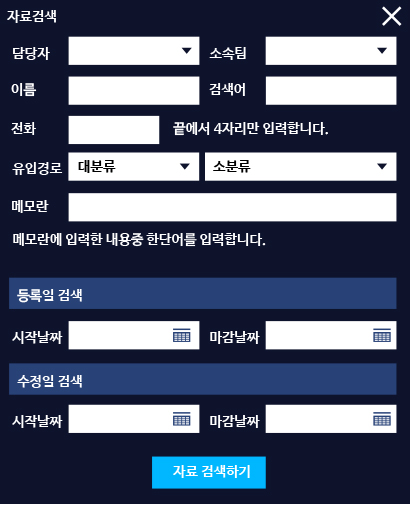 자료검색
담당자 소속팀
이름 검색어
전화 끝에서 4자리만 입력합니다.
유입경로 대분류 소분류
메모란
메모란에 입력한 내용중 한단어를 입력합니다.
등록일 검색
시작날짜 마감날짜
수정일 검색
시작날짜 마감날짜
자료 검색하기